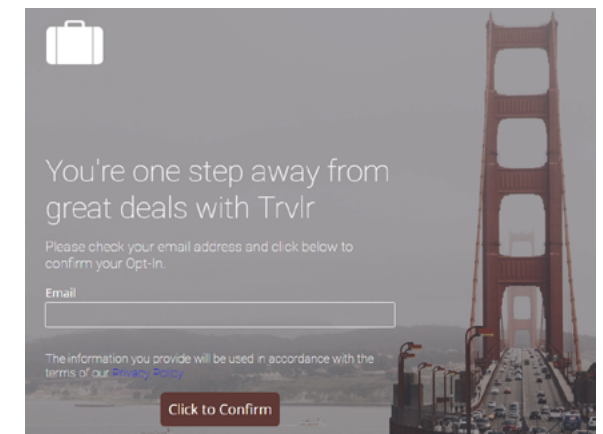 You're one step away from
great deals with Trvlr
Please check your email address and click below to
confirm your Opt-In.
Email
The information you provide will be used in accordance with the
terms of our Privacy Policy
Click to Confirm